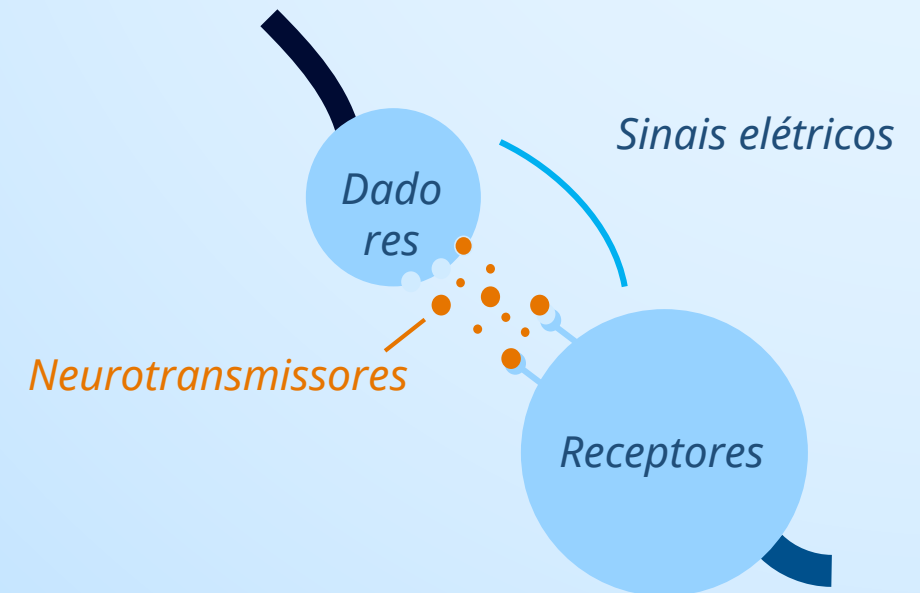 Sinais elétricos
Dado
res
Neurotransmissores
Receptores